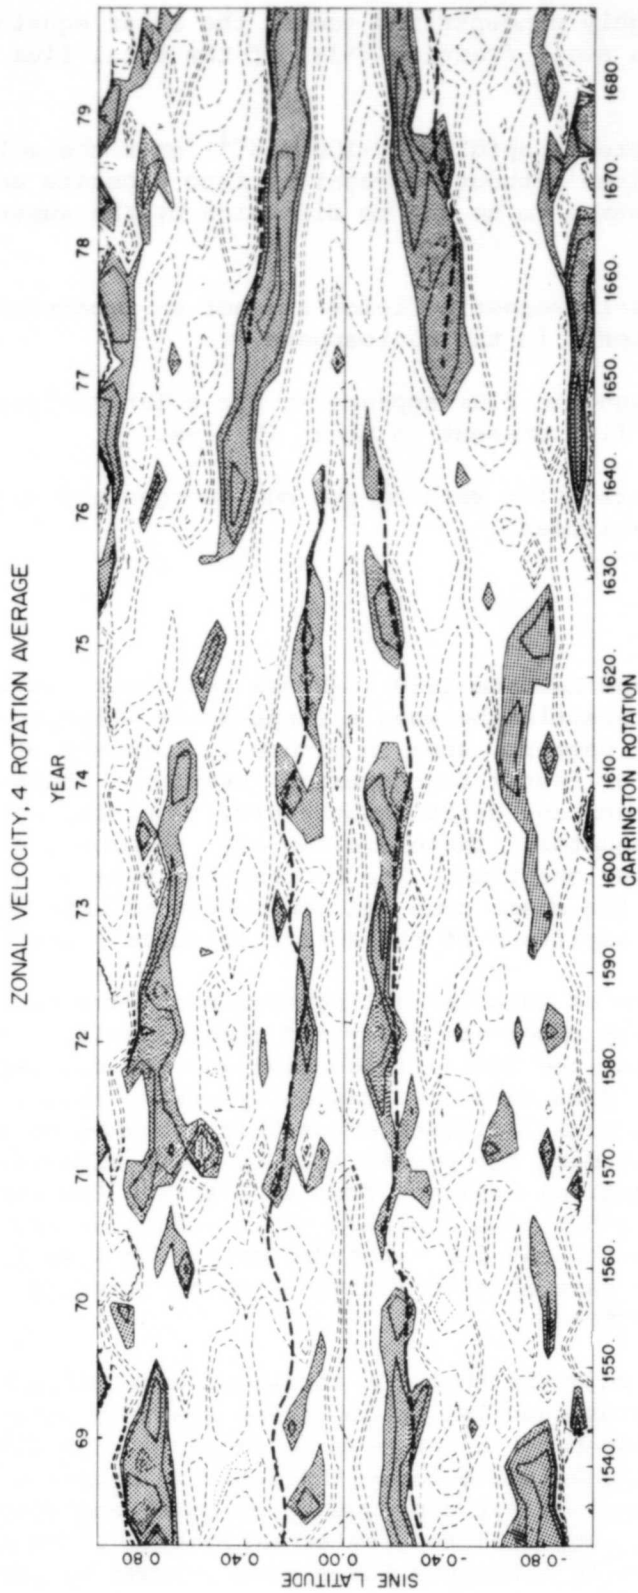 ZONAL VELOCITY, 4 ROTATION AVERAGE
YEAR
69 70 71 72 73 74 75 76 77 78 79
SINE LATITUDE
0.80
0.40
0.00
-0.40
-0.80
1540. 1550. 1560. 1570. 1580. 1590. 1600. 1610. 1620. 1630. 1640. 1650. 1660. 1670. 1680.
CARRINGTON ROTATION